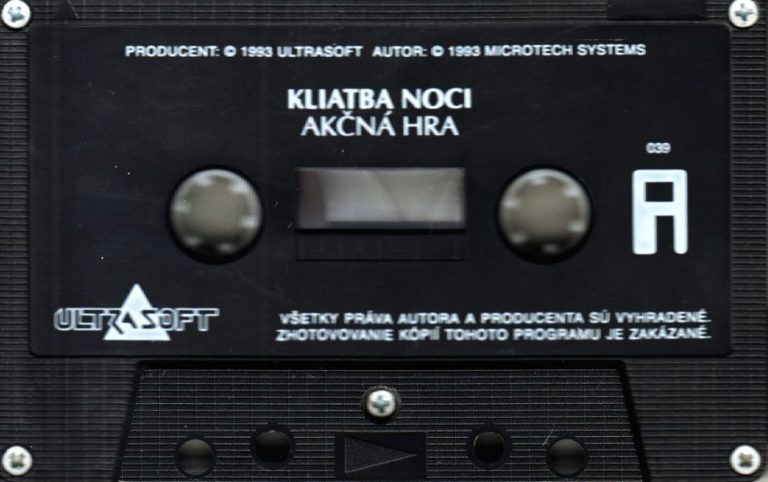 PRODUCENT: © 1993 ULTRASOFT AUTOR: © 1993 MICROTECH SYSTEMS
KLIATBA NOCI
AKČNÁ HRA
039
A
ULTRASOFT
VŠETKY PRÁVA AUTORA A PRODUCENTA SÚ VYHRADENÉ.
ZHOTOVOVANIE KÓPIÍ TOHOTO PROGRAMU JE ZAKÁZANÉ.